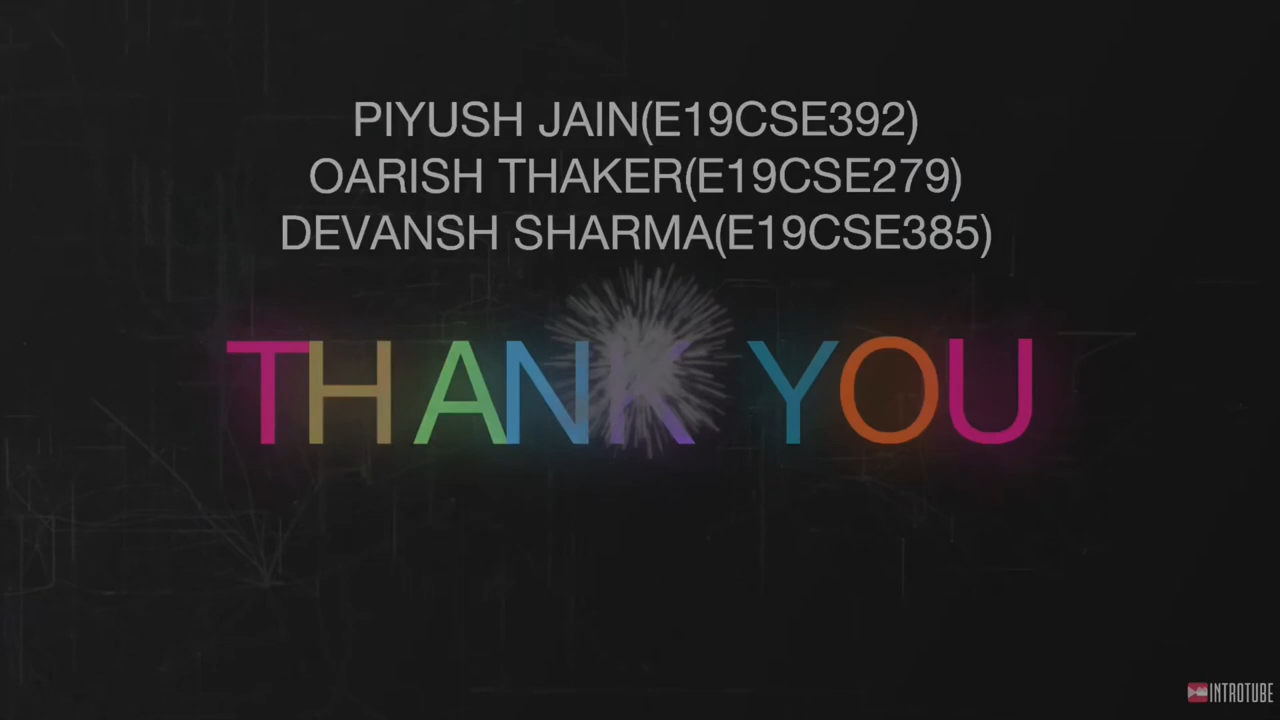 PIYUSH JAIN(E19CSE392)
OARISH THAKER(E19CSE279)
DEVANSH SHARMA(E19CSE385)
THANK YOU
INTROTUBE